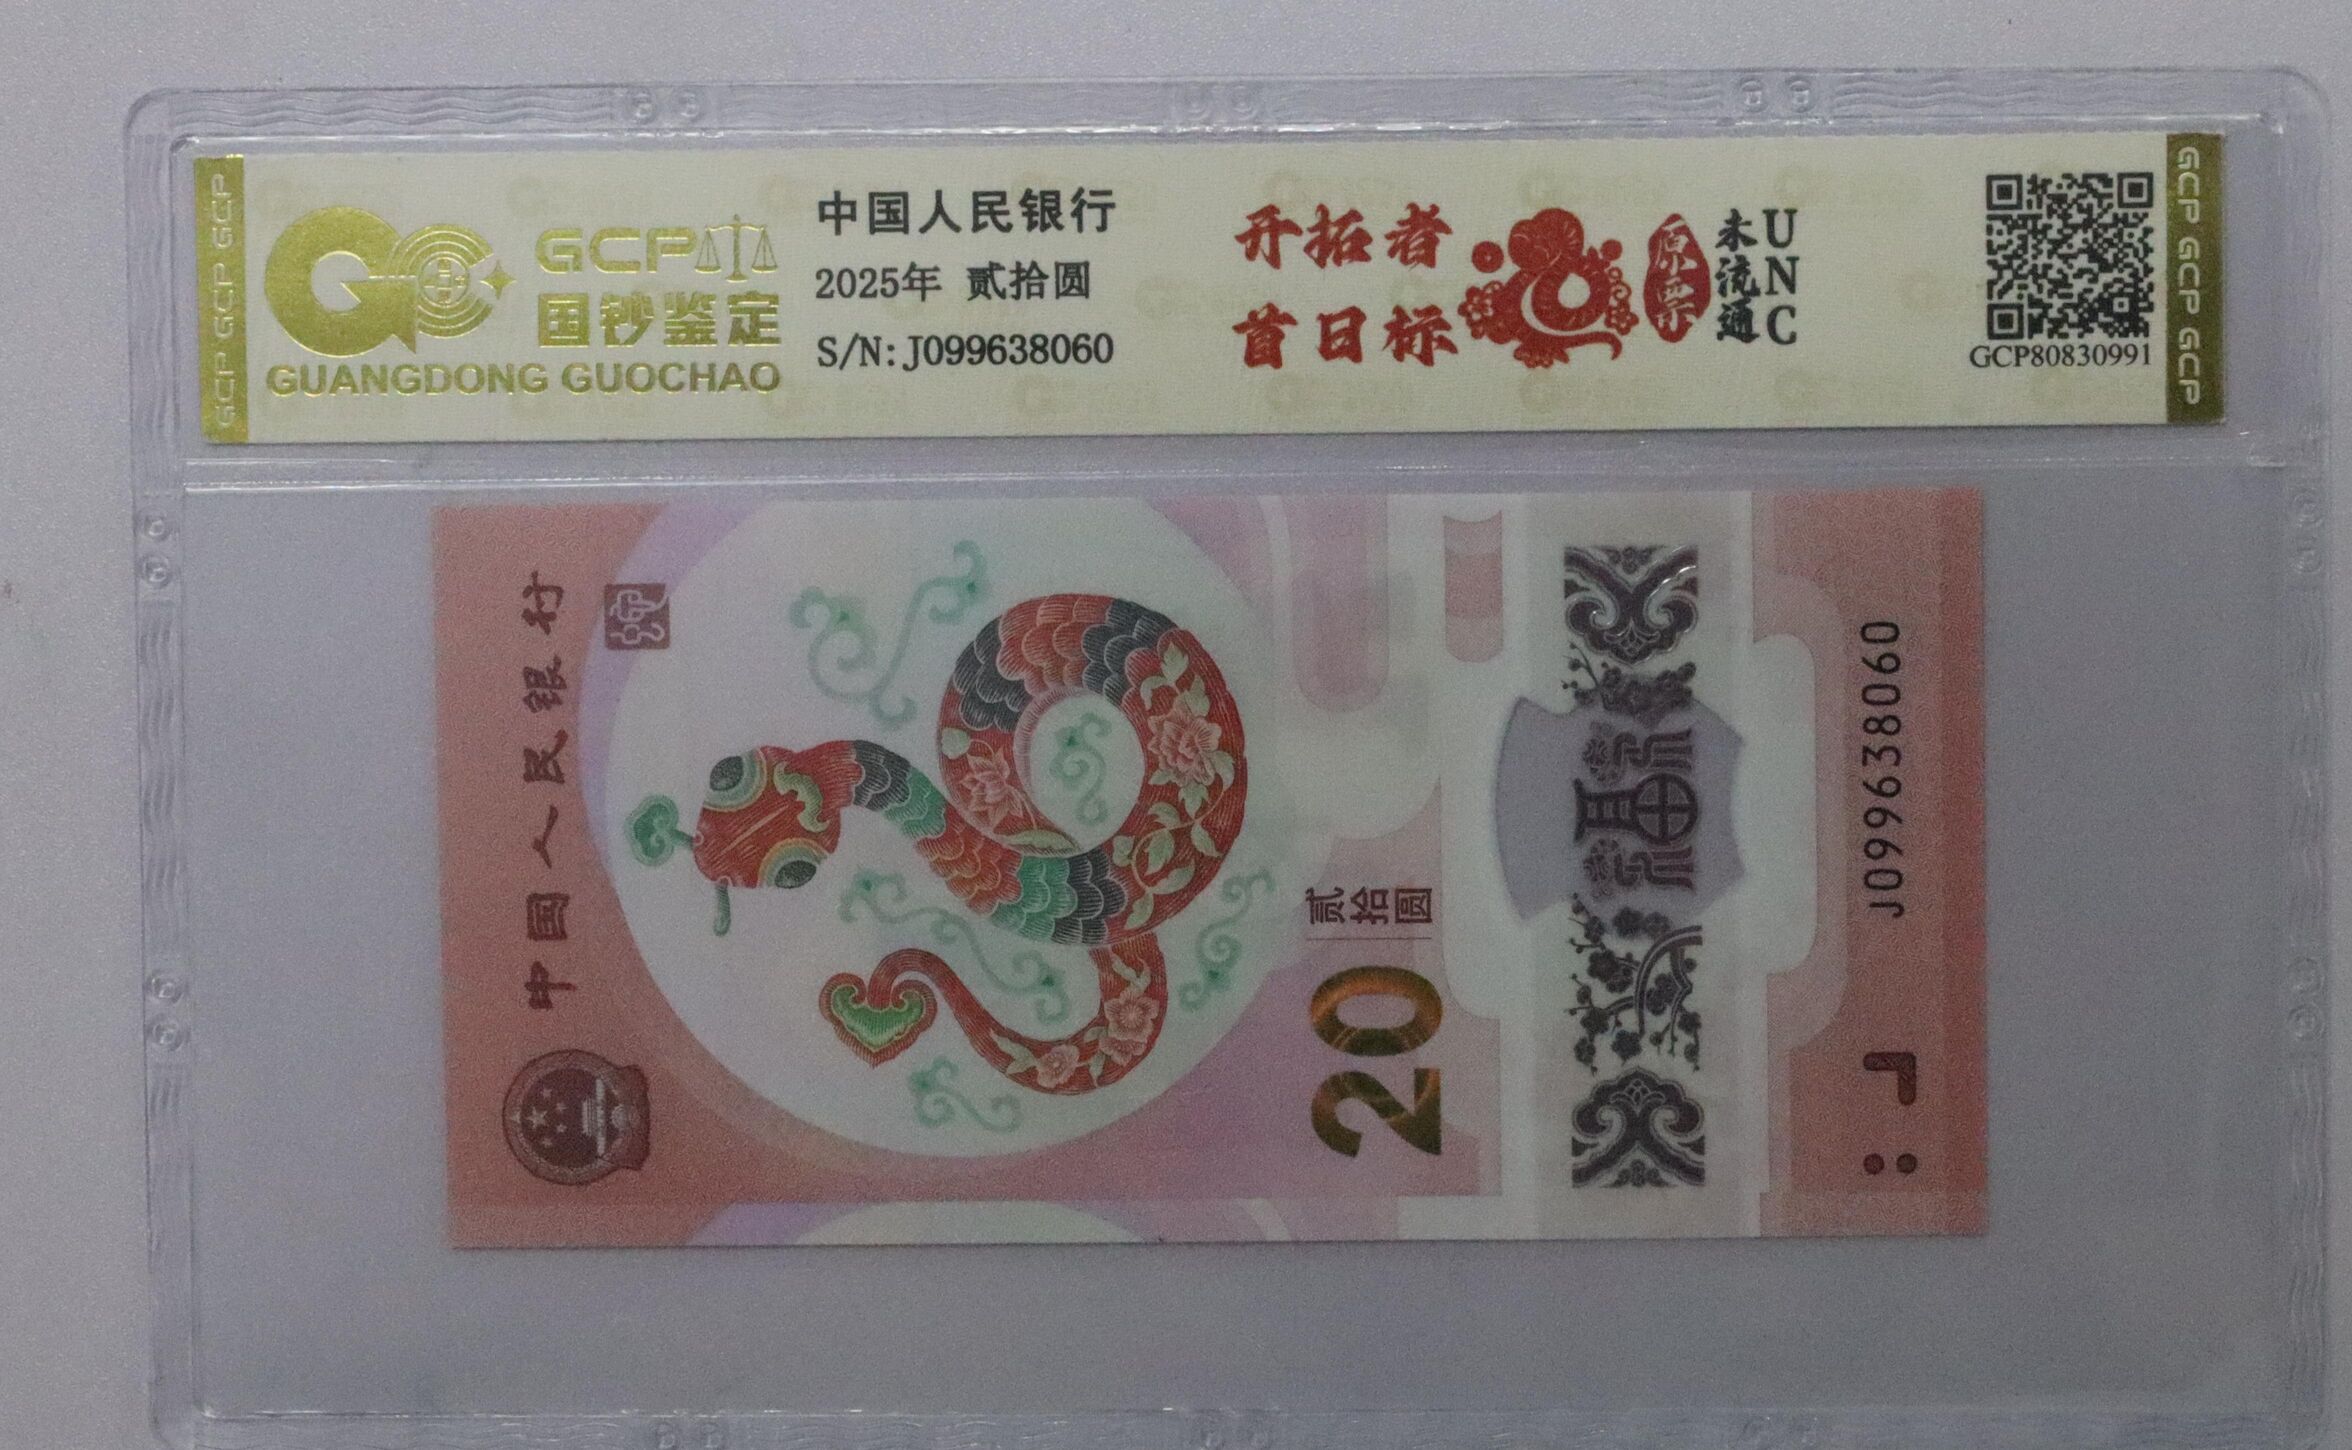 GCP GCP GCP
GCP
国钞鉴定
GUANGDONG GUOCHAO
中国人民银行
2025年 贰拾圆
S/N:J099638060
开拓者
首日标
原票
未流通
UNC
GCP80830991
GCP GCP GCP
中国人民银行
福
20
贰拾圆
J099638060